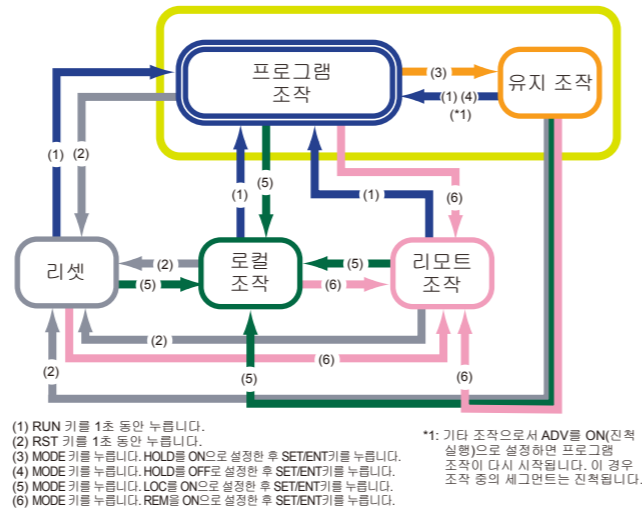 프로그램
조작
유지 조작
(3)
(1) (4)
(*1)
(1)
(2)
(1)
(5)
(1)
(6)
리셋
(2)
(5)
로컬
조작
(5)
(6)
리모트
조작
(2)
(2)
(6)
(5)
(6)
(1) RUN 키를 1초 동안 누릅니다.
(2) RST 키를 1초 동안 누릅니다.
(3) MODE 키를 누릅니다. HOLD를 ON으로 설정한 후 SET/ENT키를 누릅니다.
(4) MODE 키를 누릅니다. HOLD를 OFF로 설정한 후 SET/ENT키를 누릅니다.
(5) MODE 키를 누릅니다. LOC를 ON으로 설정한 후 SET/ENT키를 누릅니다.
(6) MODE 키를 누릅니다. REM을 ON으로 설정한 후 SET/ENT키를 누릅니다.
*1: 기타 조작으로서 ADV를 ON(진척
실행)으로 설정하면 프로그램
조작이 다시 시작됩니다. 이 경우
조작 중의 세그먼트는 진척됩니다.